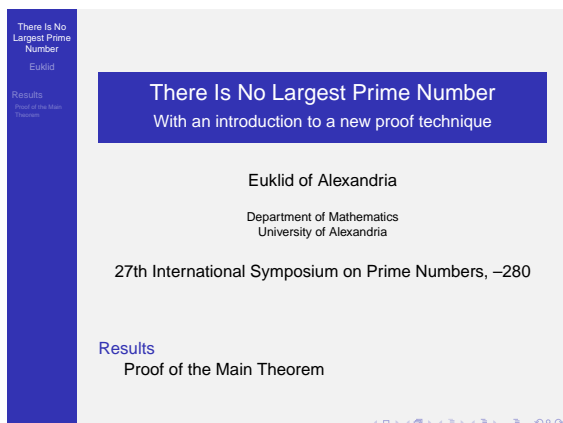 There Is No
Largest Prime
Number
Euklid
Results
Proof of the Main
Theorem
There Is No Largest Prime Number
With an introduction to a new proof technique
Euklid of Alexandria
Department of Mathematics
University of Alexandria
27th International Symposium on Prime Numbers, –280
Results
Proof of the Main Theorem